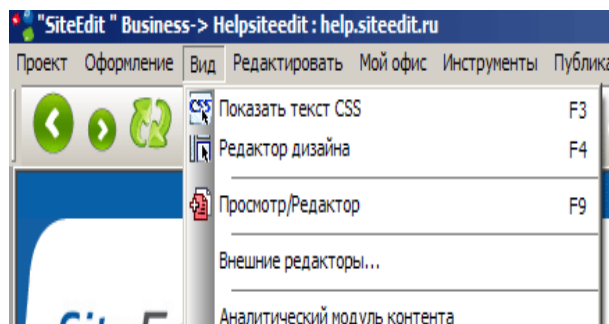 "SiteEdit " Business-> Helpsiteedit : help.siteedit.ru
Проект Оформление Вид Редактировать Мой офис Инструменты
CSS Показать текст CSS F3
Редактор дизайна F4
Просмотр/Редактор F9
Внешние редакторы...
Аналитический модуль контента